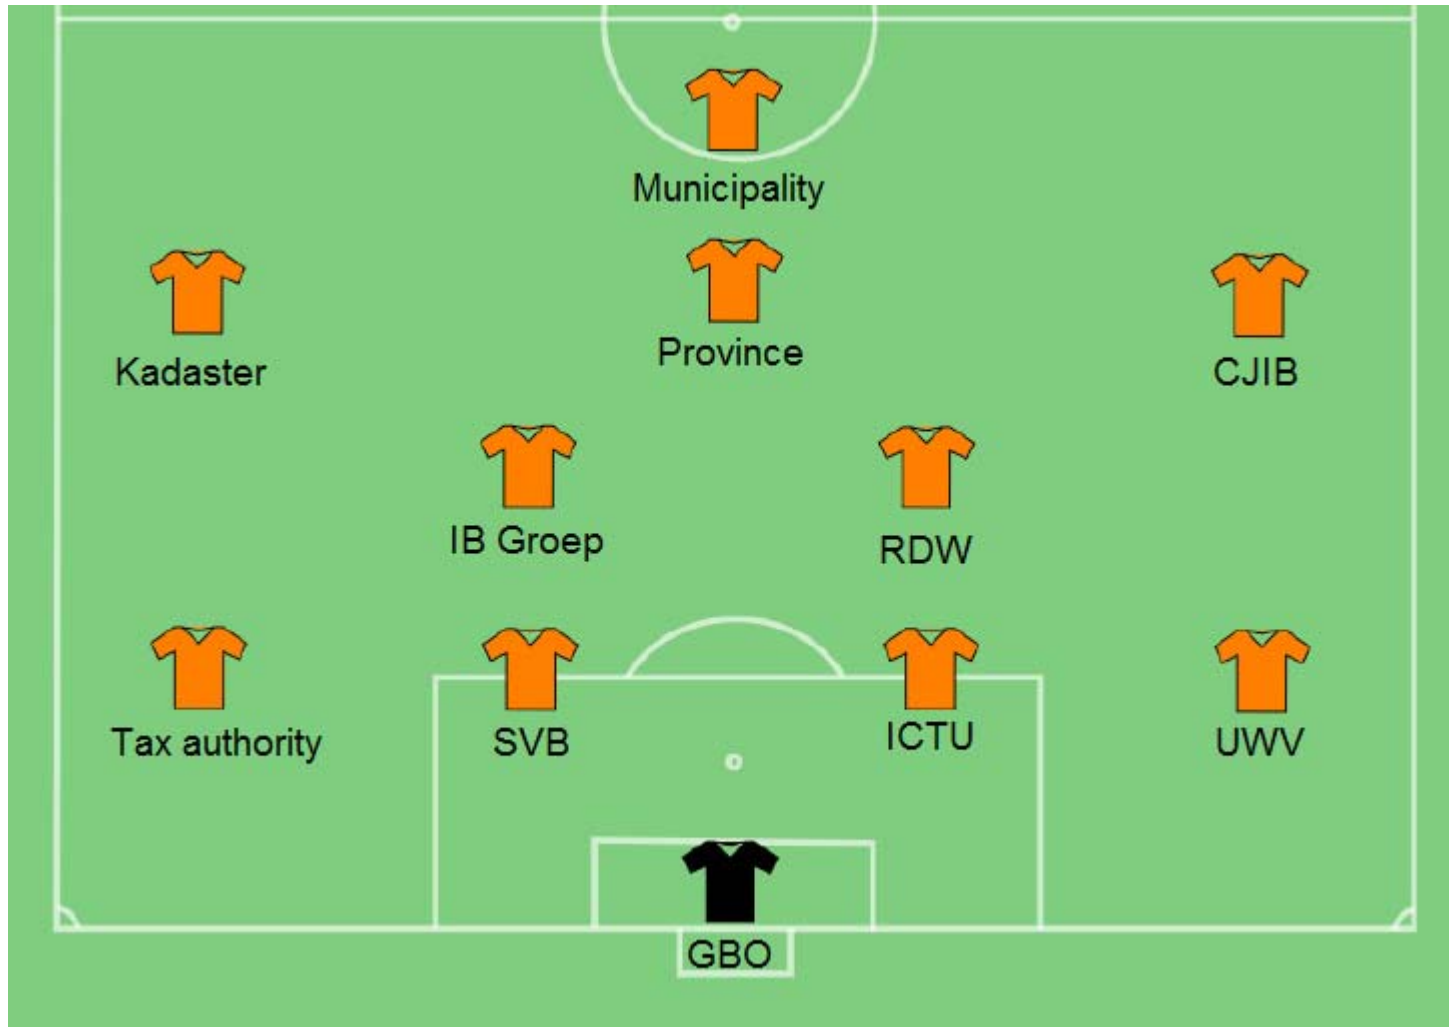 Municipality
Kadaster
Province
CJIB
IB Groep
RDW
Tax authority
SVB
ICTU
UWV
GBO